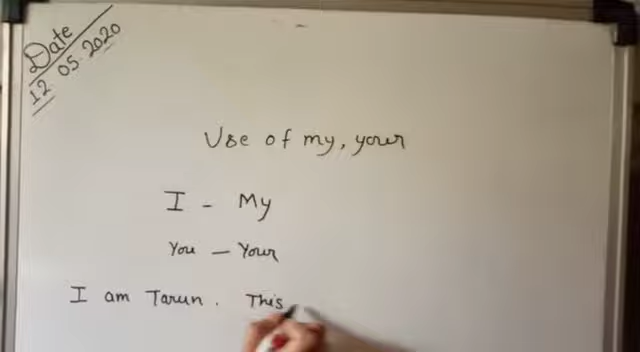 Date
12 05.2020
Use of my, your
I - My
You - Your
I am Tarun. This